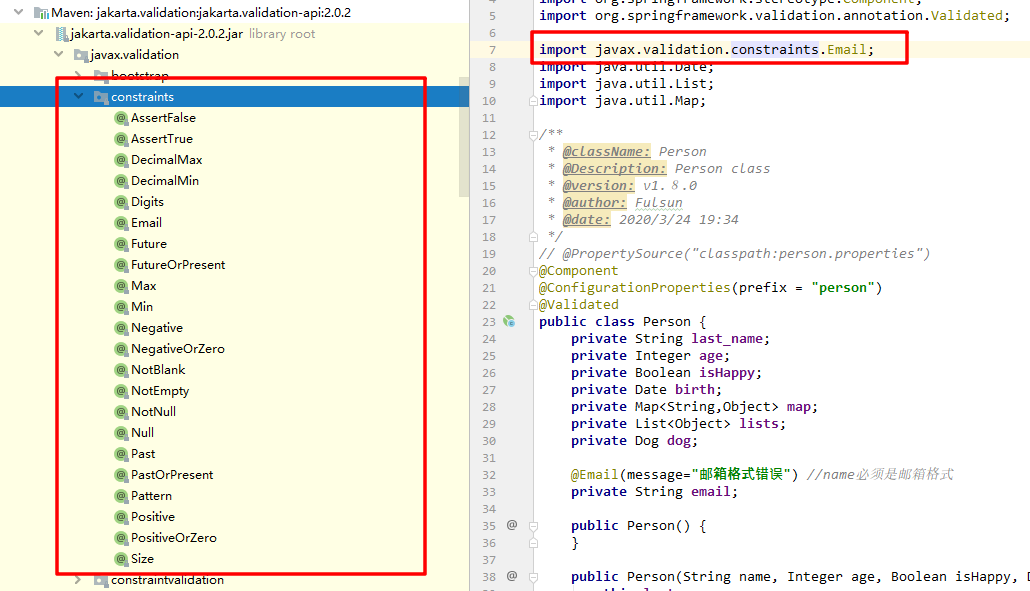 Maven: jakarta.validation:jakarta.validation-api:2.0.2
jakarta.validation-api-2.0.2.jar library root
javax.validation
bootstrap
constraints
AssertFalse
AssertTrue
DecimalMax
DecimalMin
Digits
Email
Future
FutureOrPresent
Max
Min
Negative
NegativeOrZero
NotBlank
NotEmpty
NotNull
Null
Past
PastOrPresent
Pattern
Positive
PositiveOrZero
Size
constraintvalidation
import org.springframework.stereotype.Component;
5 import org.springframework.validation.annotation.Validated;
6
7 import javax.validation.constraints.Email;
8 import java.util.Date;
9 import java.util.List;
10 import java.util.Map;
11
12 /**
13 * @className: Person
14 * @Description: Person class
15 * @version: v1.8.0
16 * @author: Fulsun
17 * @date: 2020/3/24 19:34
18 */
19 // @PropertySource("classpath:person.properties")
20 @Component
21 @ConfigurationProperties(prefix = "person")
22 @Validated
23 public class Person {
24 private String last_name;
25 private Integer age;
26 private Boolean isHappy;
27 private Date birth;
28 private Map<String,Object> map;
29 private List<Object> lists;
30 private Dog dog;
31
32 @Email(message="邮箱格式错误") //name必须是邮箱格式
33 private String email;
34
35 @ public Person() {
36 }
37
38 @ public Person(String name, Integer age, Boolean isHappy,